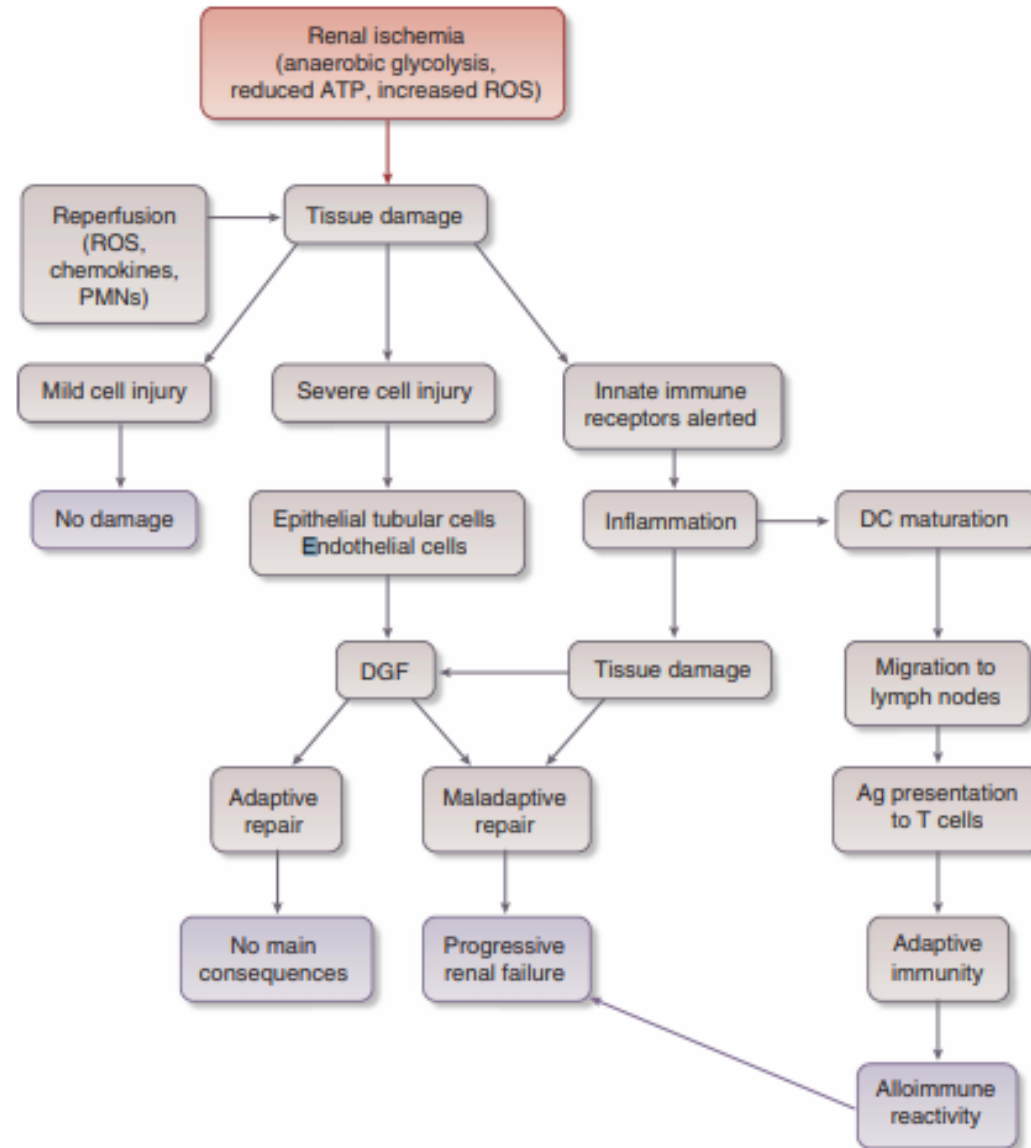 Renal ischemia
(anaerobic glycolysis,
reduced ATP, increased ROS)
Reperfusion
(ROS,
chemokines,
PMNs)
Tissue damage
Mild cell injury
Severe cell injury
Innate immune
receptors alerted
No damage
Epithelial tubular cells
Endothelial cells
Inflammation
DC maturation
DGF
Tissue damage
Migration to
lymph nodes
Adaptive
repair
Maladaptive
repair
Ag presentation
to T cells
No main
consequences
Progressive
renal failure
Adaptive
immunity
Alloimmune
reactivity